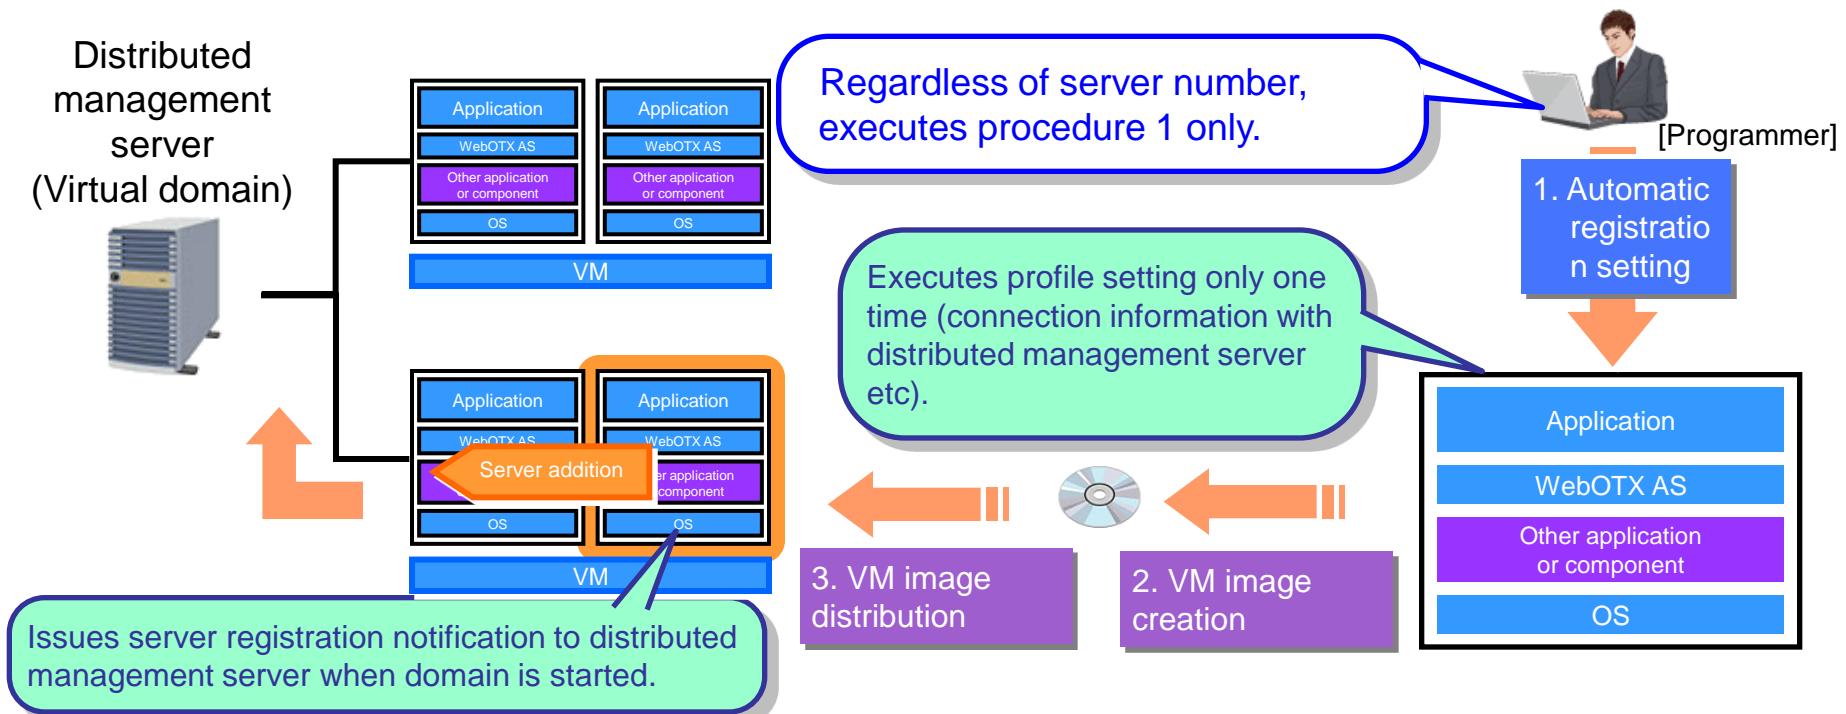 Distributed
management
server
(Virtual domain)
Application
WebOTX AS
Other application
or component
OS
Application
WebOTX AS
Other application
or component
OS
VM
Regardless of server number,
executes procedure 1 only.
[Programmer]
1. Automatic
registratio
n setting
Executes profile setting only one
time (connection information with
distributed management server
etc).
Application
WebOTX AS
OS
Application
WebOTX AS
er application
component
OS
Server addition
VM
Issues server registration notification to distributed
management server when domain is started.
3. VM image
distribution
2. VM image
creation
Application
WebOTX AS
Other application
or component
OS